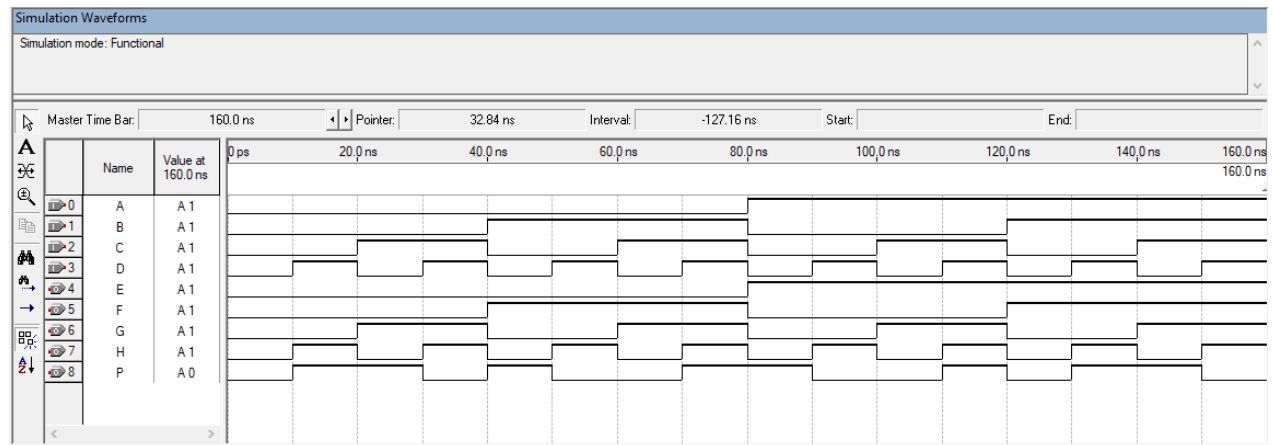 Simulation Waveforms
Simulation mode: Functional
Master Time Bar: 160.0 ns Pointer: 32.84 ns Interval: -127.16 ns Start: End:
Name Value at 160.0 ns 0 ps 20.0 ns 40.0 ns 60.0 ns 80.0 ns 100.0 ns 120.0 ns 140.0 ns 160.0 ns
160.0 ns
0 A A 1
1 B A 1
2 C A 1
3 D A 1
4 E A 1
5 F A 1
6 G A 1
7 H A 1
8 P A 0